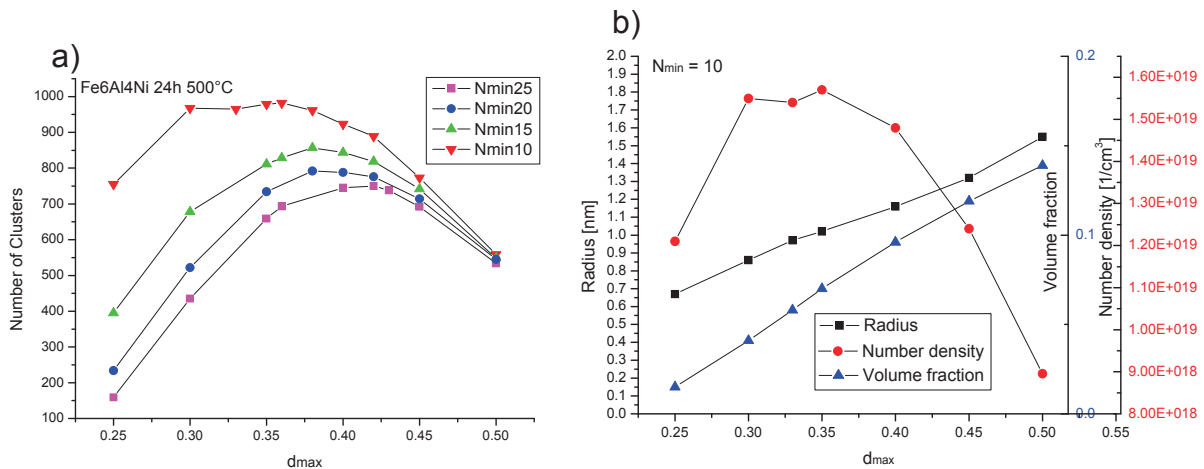 a)
Fe6Al4Ni 24h 500°C
Nmin25
Nmin20
Nmin15
Nmin10
1000
900
800
700
600
500
400
300
200
100
Number of Clusters
0.25 0.30 0.35 0.40 0.45 0.50
dmax
b)
Nmin = 10
2.0
1.9
1.8
1.7
1.6
1.5
1.4
1.3
1.2
1.1
1.0
0.9
0.8
0.7
0.6
0.5
0.4
0.3
0.2
0.1
0.0
Radius [nm]
Radius
Number density
Volume fraction
0.25 0.30 0.35 0.40 0.45 0.50 0.55
dmax
0.2
0.1
0.0
Volume fraction
Number density [1/cm³]
1.60E+019
1.50E+019
1.40E+019
1.30E+019
1.20E+019
1.10E+019
1.00E+019
9.00E+018
8.00E+018